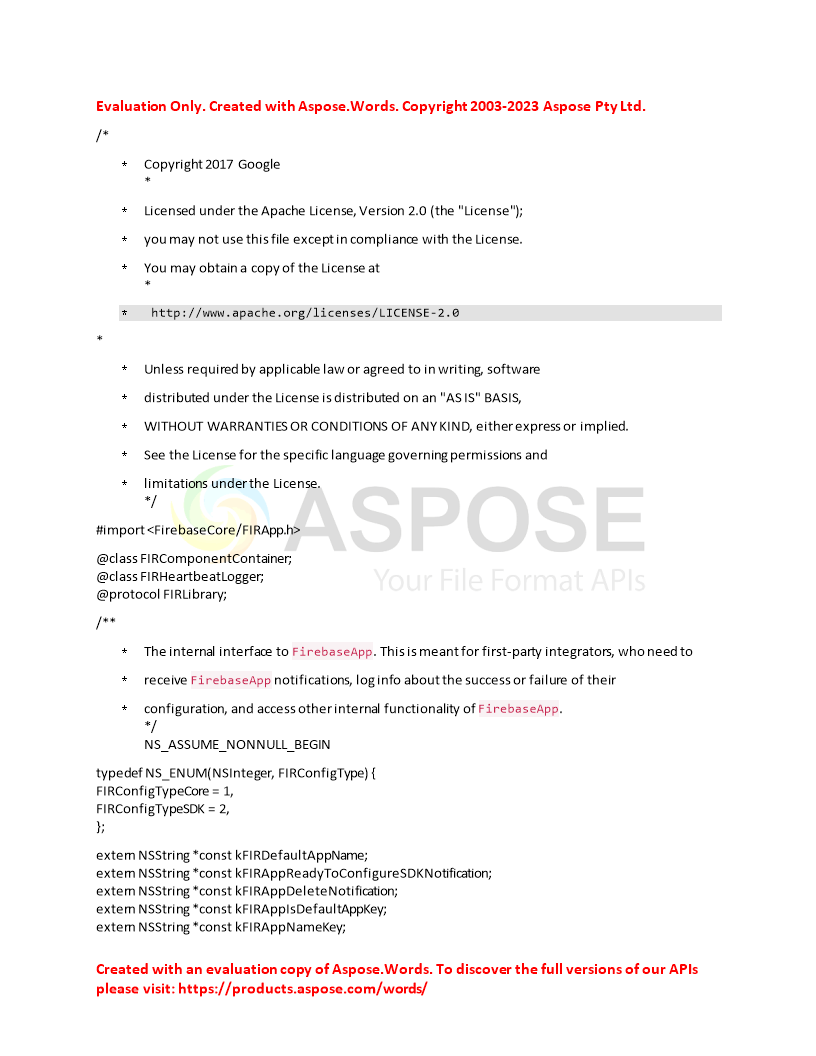 Evaluation Only. Created with Aspose.Words. Copyright 2003-2023 Aspose Pty Ltd.
/*
* Copyright 2017 Google
*
* Licensed under the Apache License, Version 2.0 (the "License");
* you may not use this file except in compliance with the License.
* You may obtain a copy of the License at
*
* http://www.apache.org/licenses/LICENSE-2.0
*
* Unless required by applicable law or agreed to in writing, software
* distributed under the License is distributed on an "AS IS" BASIS,
* WITHOUT WARRANTIES OR CONDITIONS OF ANY KIND, either express or implied.
* See the License for the specific language governing permissions and
* limitations under the License.
*/
ASPOSE
Your File Format APIs
#import <FirebaseCore/FIRApp.h>
@class FIRComponentContainer;
@class FIRHeartbeatLogger;
@protocol FIRLibrary;
/**
* The internal interface to FirebaseApp. This is meant for first-party integrators, who need to
* receive FirebaseApp notifications, log info about the success or failure of their
* configuration, and access other internal functionality of FirebaseApp.
*/
NS_ASSUME_NONNULL_BEGIN
typedef NS_ENUM(NSInteger, FIRConfigType) {
FIRConfigTypeCore = 1,
FIRConfigTypeSDK = 2,
};
extern NSString *const kFIRDefaultAppName;
extern NSString *const kFIRAppReadyToConfigureSDKNotification;
extern NSString *const kFIRAppDeleteNotification;
extern NSString *const kFIRAppIsDefaultAppKey;
extern NSString *const kFIRAppNameKey;
Created with an evaluation copy of Aspose.Words. To discover the full versions of our APIs
please visit: https://products.aspose.com/words/